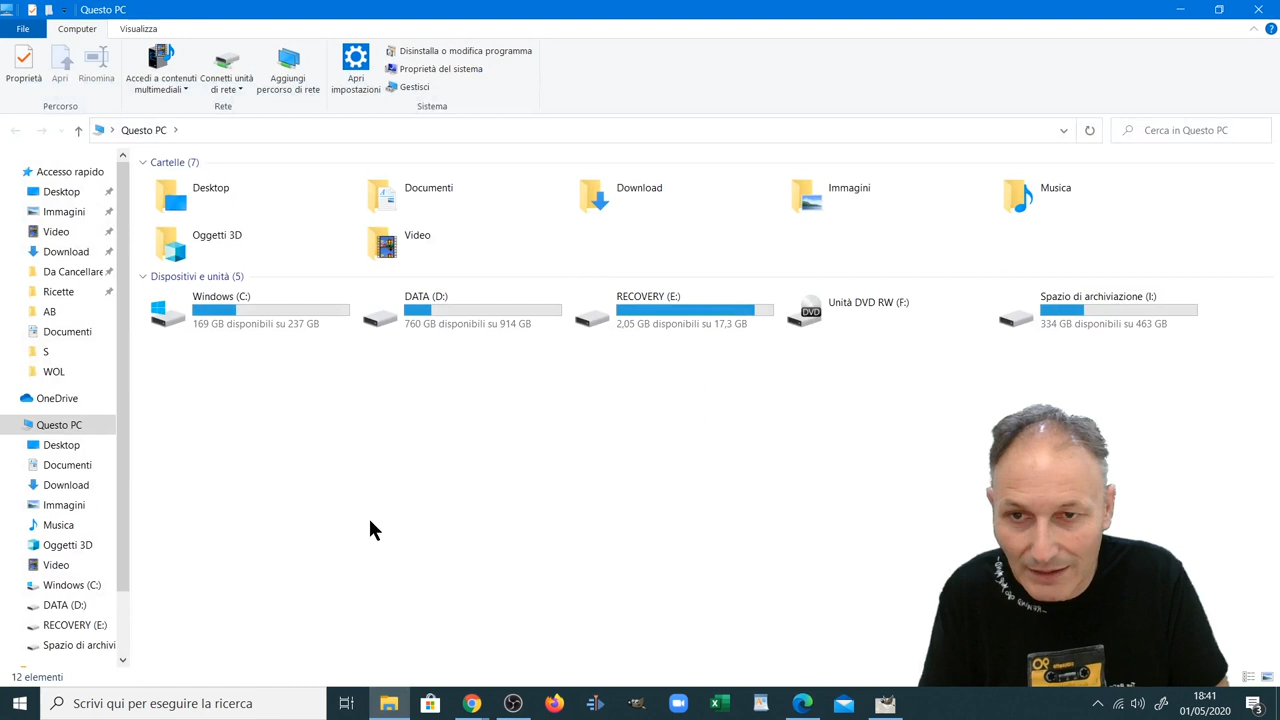 Questo PC
File
Computer
Visualizza
Proprietà
Apri
Rinomina
Accedi a contenuti multimediali
Connetti unità di rete
Aggiungi percorso di rete
Apri impostazioni
Disinstalla o modifica programma
Proprietà del sistema
Gestisci
Percorso
Rete
Sistema
Questo PC
Cerca in Questo PC
Accesso rapido
Desktop
Immagini
Video
Download
Da Cancellare
Ricette
AB
Documenti
S
WOL
OneDrive
Questo PC
Desktop
Documenti
Download
Immagini
Musica
Oggetti 3D
Video
Windows (C:)
DATA (D:)
RECOVERY (E:)
Spazio di archivi
Cartelle (7)
Desktop
Documenti
Download
Immagini
Musica
Oggetti 3D
Video
Dispositivi e unità (5)
Windows (C:)
169 GB disponibili su 237 GB
DATA (D:)
760 GB disponibili su 914 GB
RECOVERY (E:)
2,05 GB disponibili su 17,3 GB
DVD
Unità DVD RW (F:)
Spazio di archiviazione (I:)
334 GB disponibili su 463 GB
12 elementi
Scrivi qui per eseguire la ricerca
18:41
01/05/2020
3